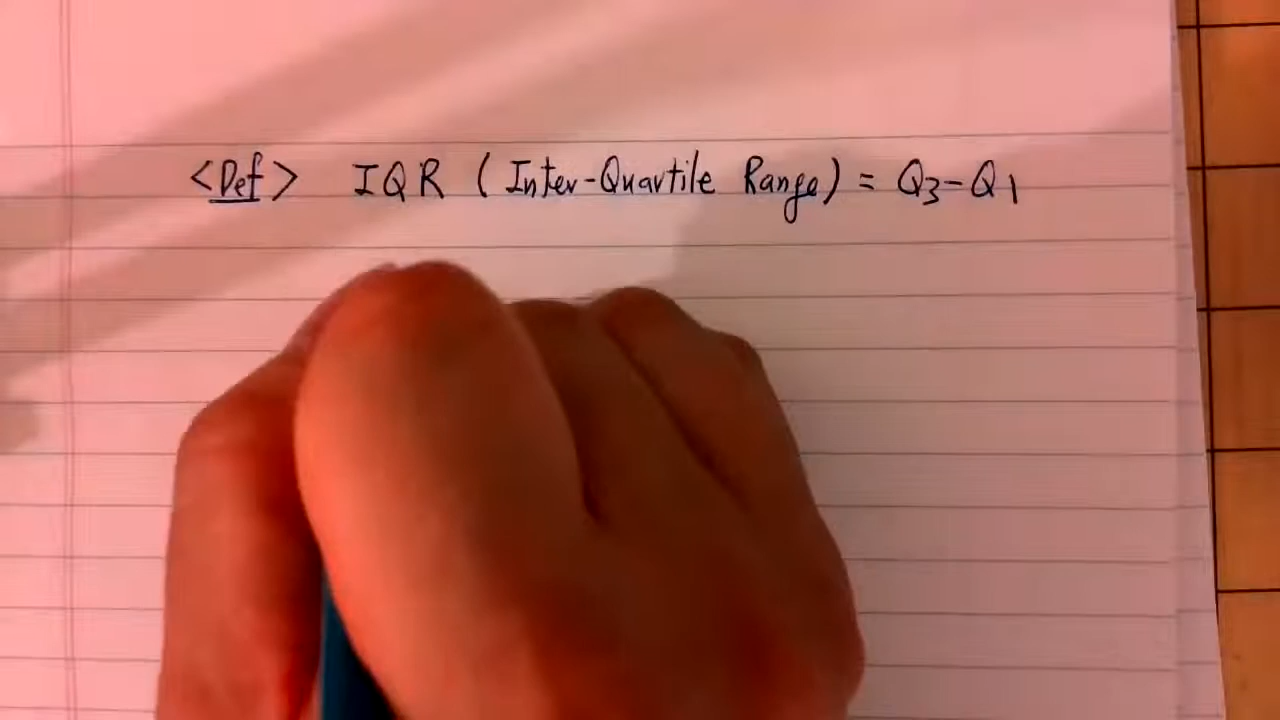 <Def> IQR (Inter-Quartile Range) = Q3-Q1